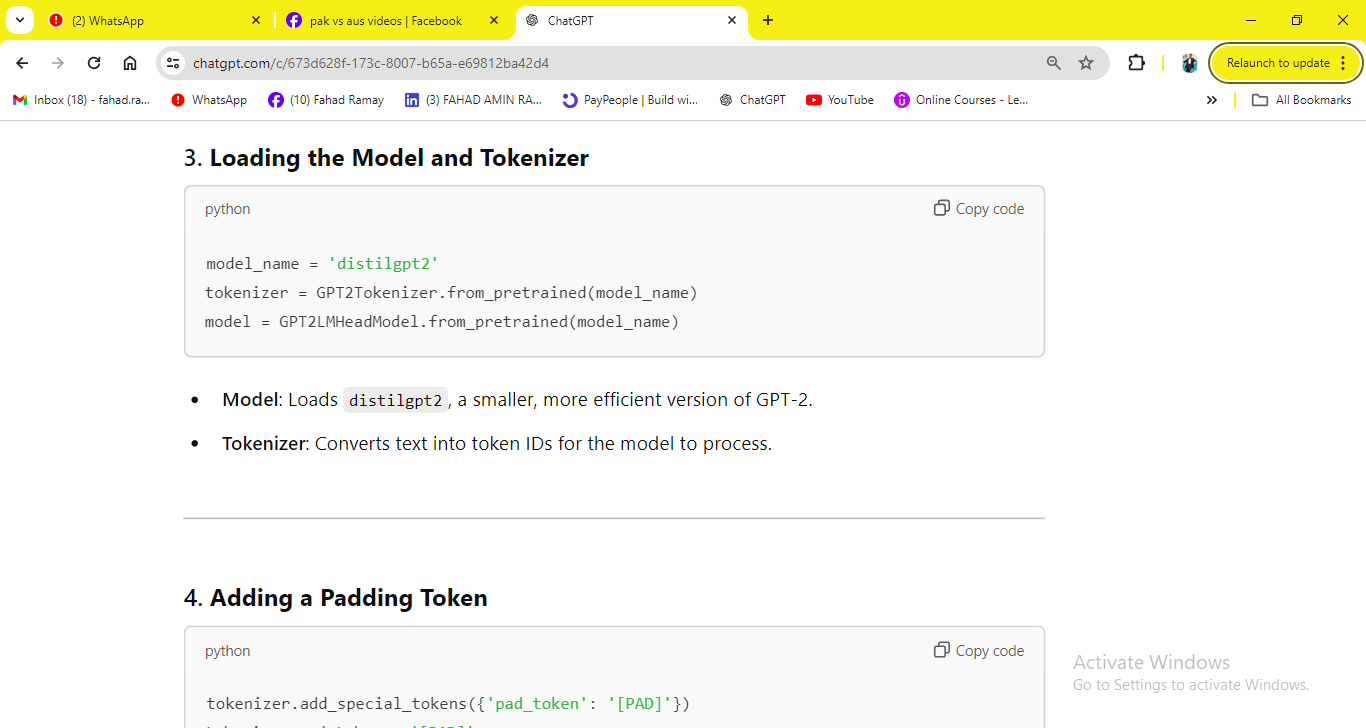 (2) WhatsApp
pak vs aus videos | Facebook
ChatGPT
chatgpt.com/c/673d628f-173c-8007-b65a-e69812ba42d4
Relaunch to update
Inbox (18) - fahad.ra...
WhatsApp
(10) Fahad Ramay
(3) FAHAD AMIN RA...
PayPeople | Build wi...
ChatGPT
YouTube
Online Courses - Le...
All Bookmarks
3. Loading the Model and Tokenizer
python
Copy code
model_name = 'distilgpt2'
tokenizer = GPT2Tokenizer.from_pretrained(model_name)
model = GPT2LMHeadModel.from_pretrained(model_name)
• Model: Loads distilgpt2, a smaller, more efficient version of GPT-2.
• Tokenizer: Converts text into token IDs for the model to process.
4. Adding a Padding Token
python
Copy code
tokenizer.add_special_tokens({'pad_token': '[PAD]'})
Activate Windows
Go to Settings to activate Windows.